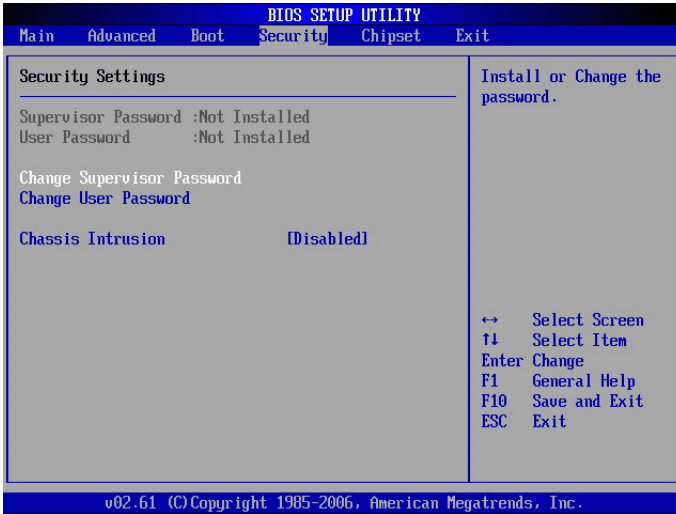 BIOS SETUP UTILITY
Main Advanced Boot Security Chipset Exit
Security Settings
Supervisor Password :Not Installed
User Password :Not Installed
Change Supervisor Password
Change User Password
Chassis Intrusion [Disabled]
Install or Change the
password.
↔ Select Screen
↑↓ Select Item
Enter Change
F1 General Help
F10 Save and Exit
ESC Exit
v02.61 (C)Copyright 1985-2006, American Megatrends, Inc.